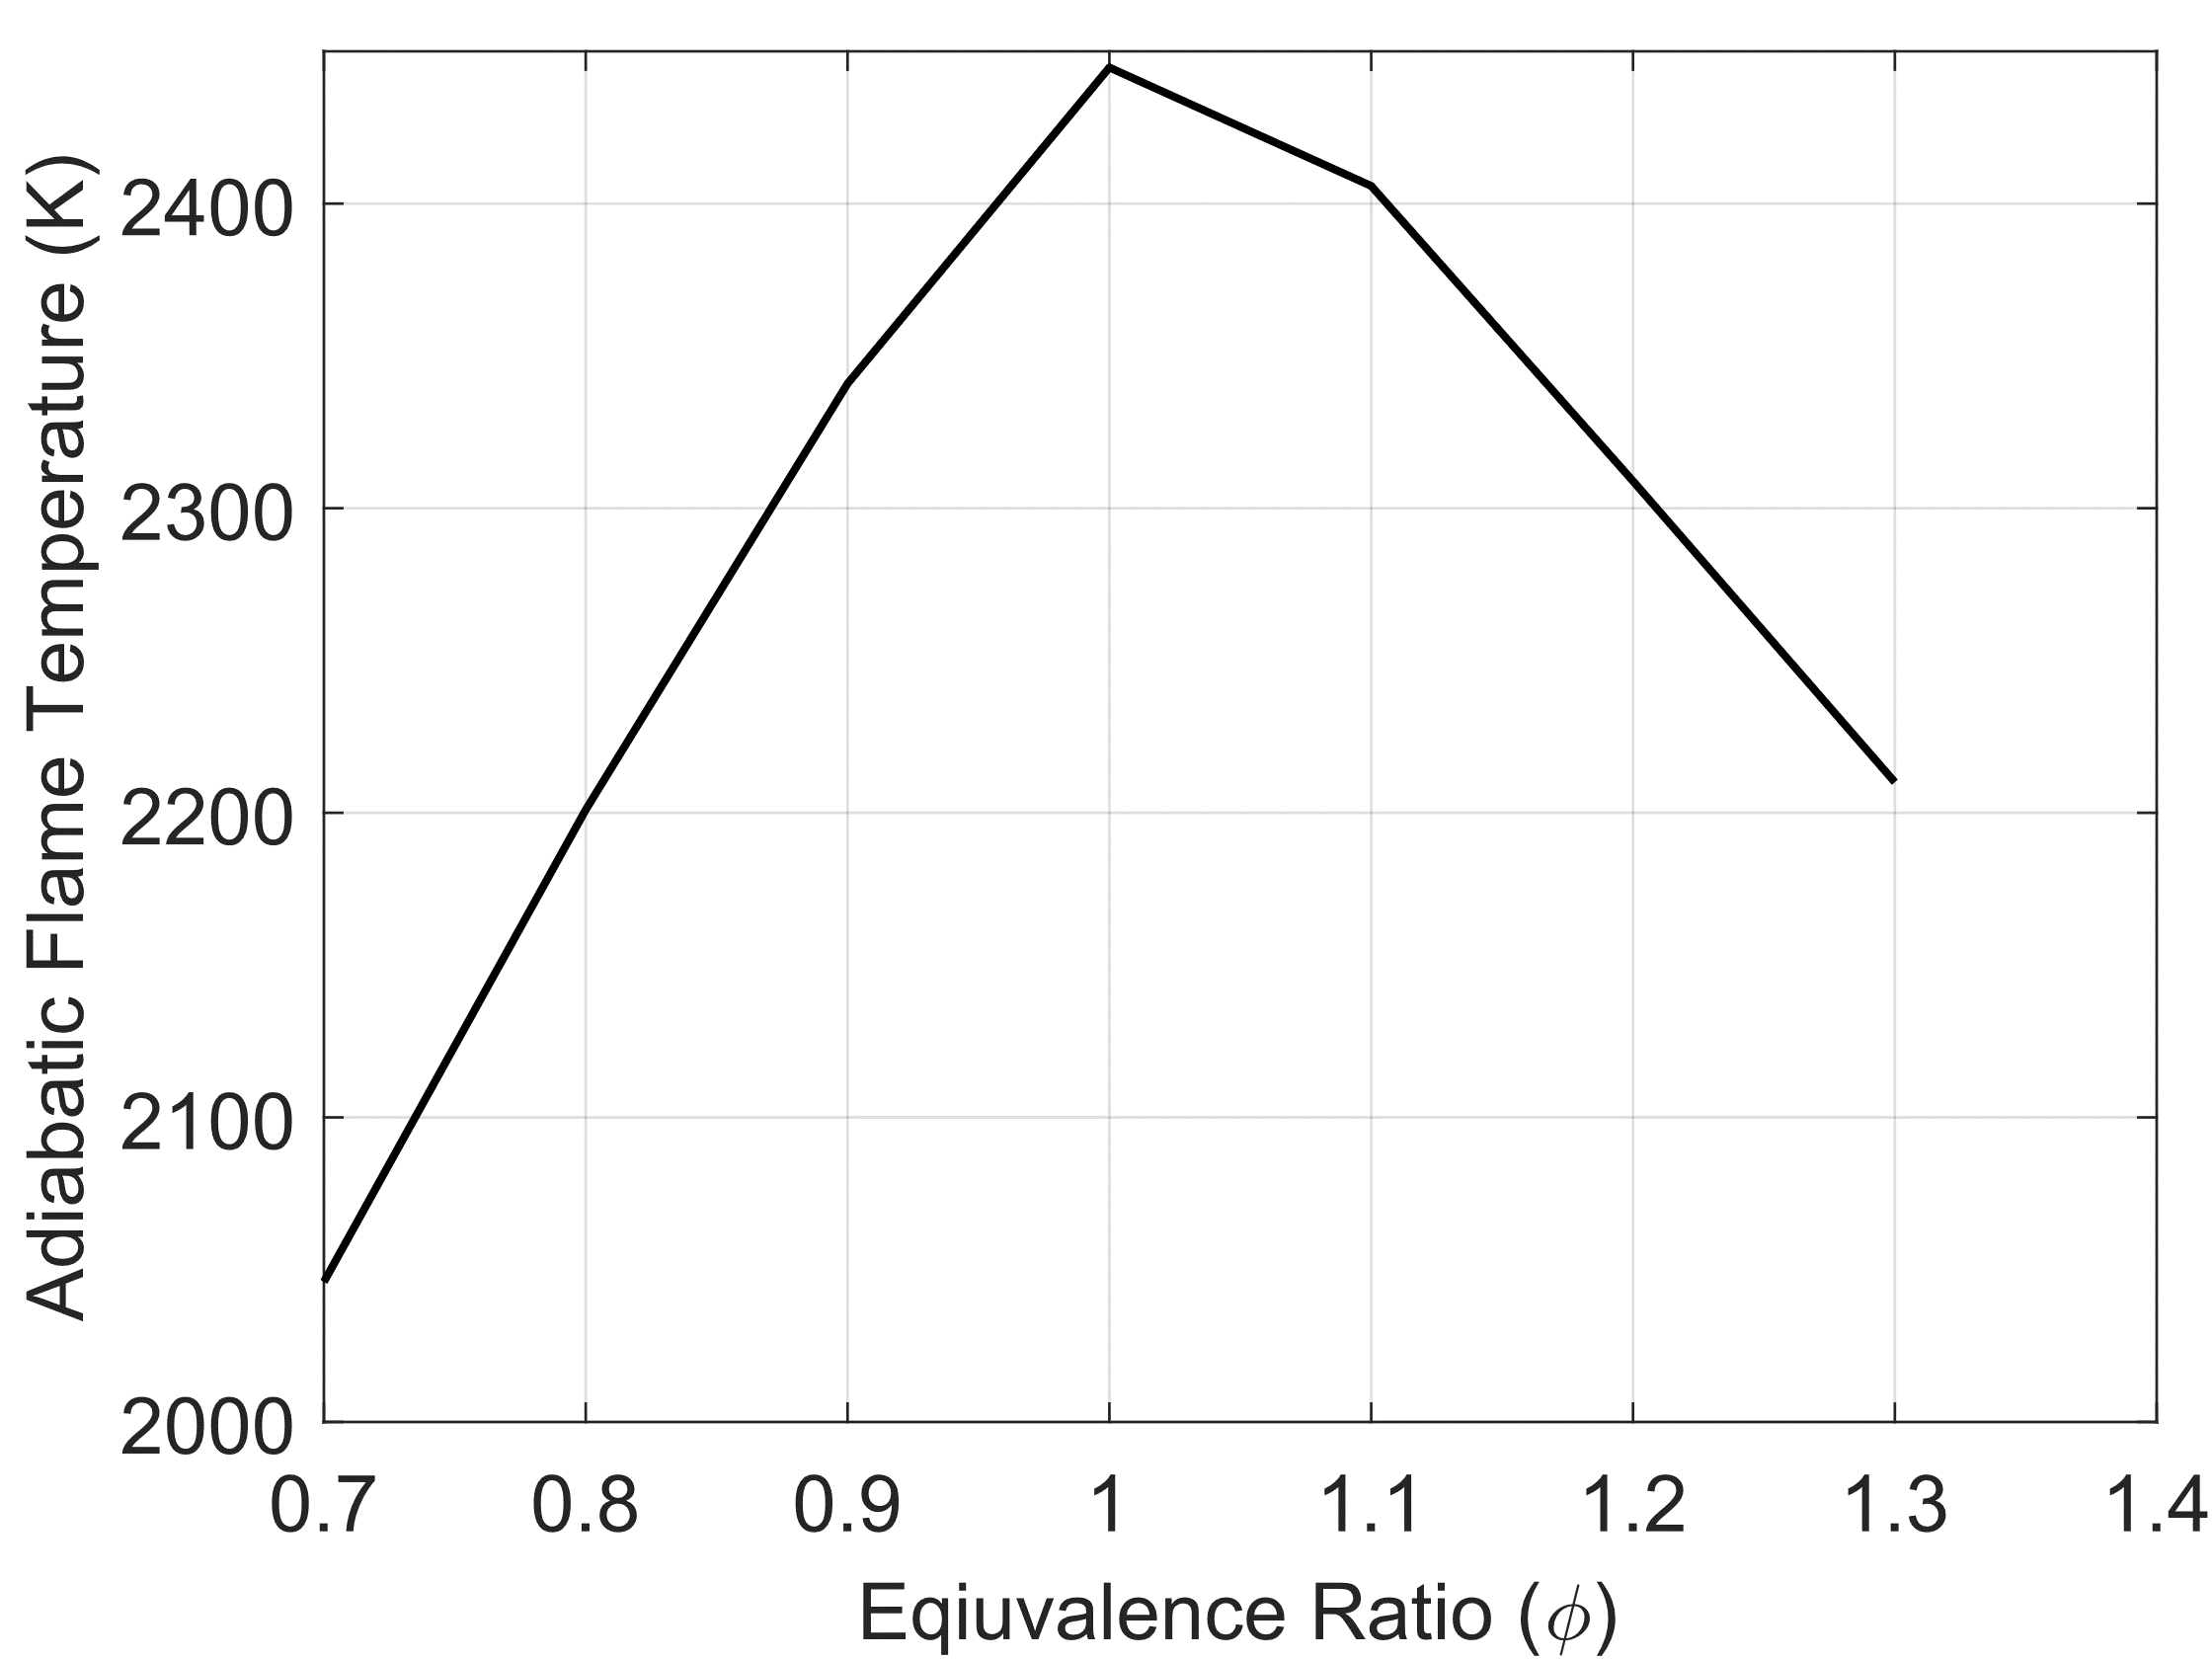 Adiabatic Flame Temperature (K)
2400
2300
2200
2100
2000
0.7 0.8 0.9 1 1.1 1.2 1.3 1.4
Eqiuvalence Ratio (ϕ)